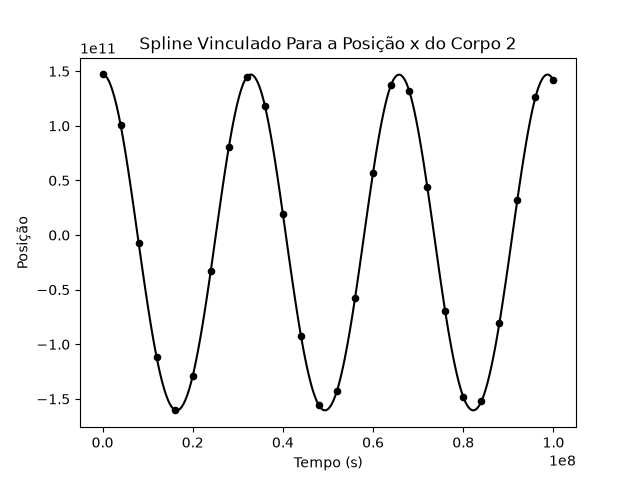 Spline Vinculado Para a Posição x do Corpo 2
1e11
1.5
1.0
0.5
0.0
−0.5
−1.0
−1.5
Posição
0.0 0.2 0.4 0.6 0.8 1.0
Tempo (s)
1e8